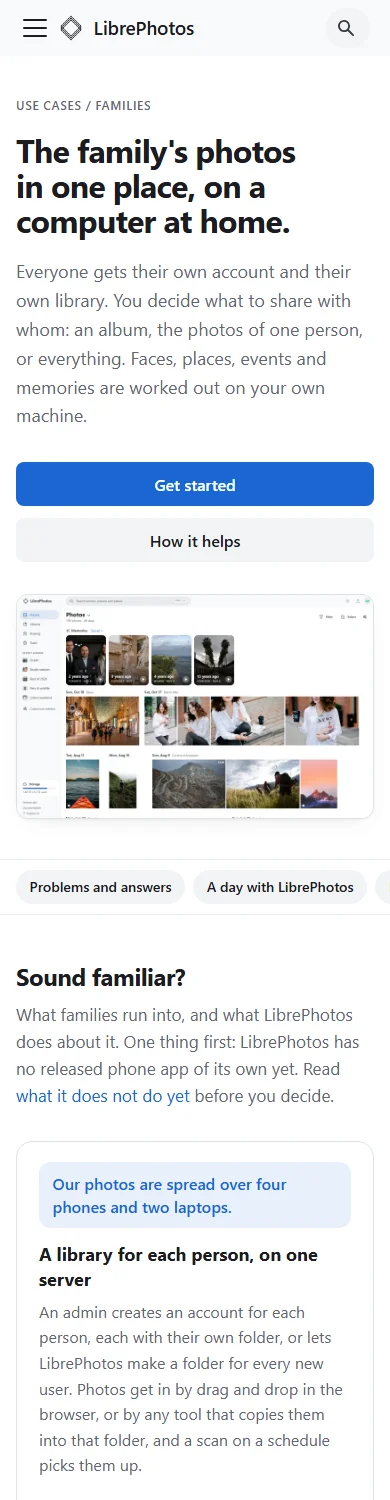 LibrePhotos
USE CASES / FAMILIES
The family's photos
in one place, on a
computer at home.
Everyone gets their own account and their
own library. You decide what to share with
whom: an album, the photos of one person,
or everything. Faces, places, events and
memories are worked out on your own
machine.
Get started
How it helps
LibrePhotos
Photos
Problems and answers
A day with LibrePhotos
Sound familiar?
What families run into, and what LibrePhotos
does about it. One thing first: LibrePhotos has
no released phone app of its own yet. Read
what it does not do yet before you decide.
Our photos are spread over four
phones and two laptops.
A library for each person, on one
server
An admin creates an account for each
person, each with their own folder, or lets
LibrePhotos make a folder for every new
user. Photos get in by drag and drop in the
browser, or by any tool that copies them
into that folder, and a scan on a schedule
picks them up.